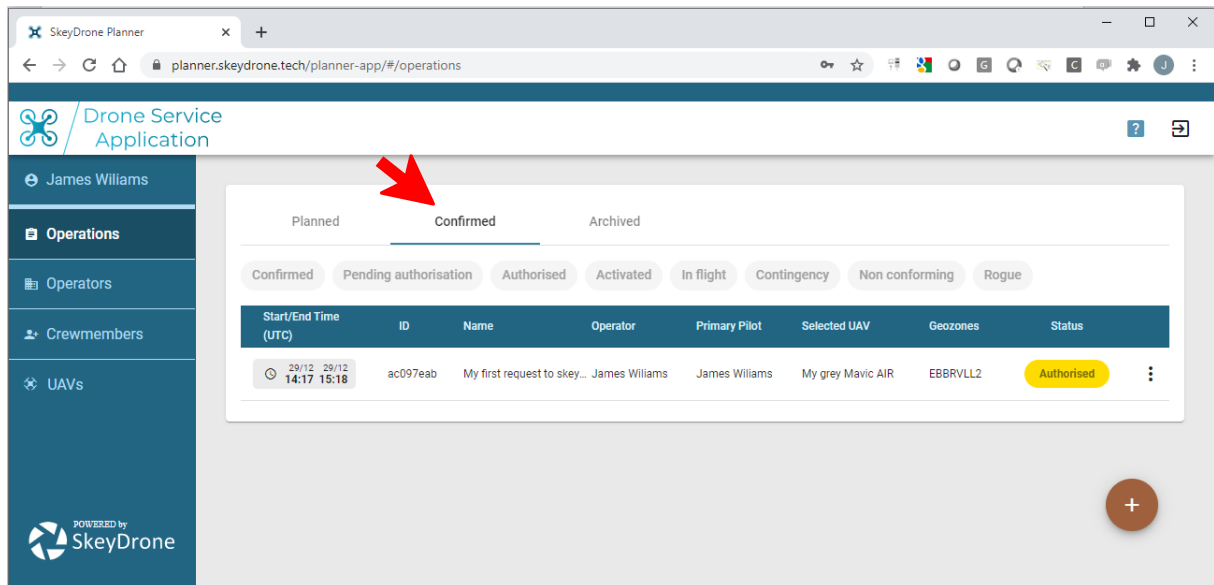 SkeyDrone Planner
planner.skeydrone.tech/planner-app/#/operations
J
Drone Service
Application
?
James Wiliams
Operations
Operators
Crewmembers
UAVs
Planned Confirmed Archived
Confirmed Pending authorisation Authorised Activated In flight Contingency Non conforming Rogue
Start/End Time
(UTC) ID Name Operator Primary Pilot Selected UAV Geozones Status
29/12 29/12
14:17 15:18 ac097eab My first request to skey... James Wiliams James Wiliams My grey Mavic AIR EBBRVLL2 Authorised
+
POWERED by
SkeyDrone